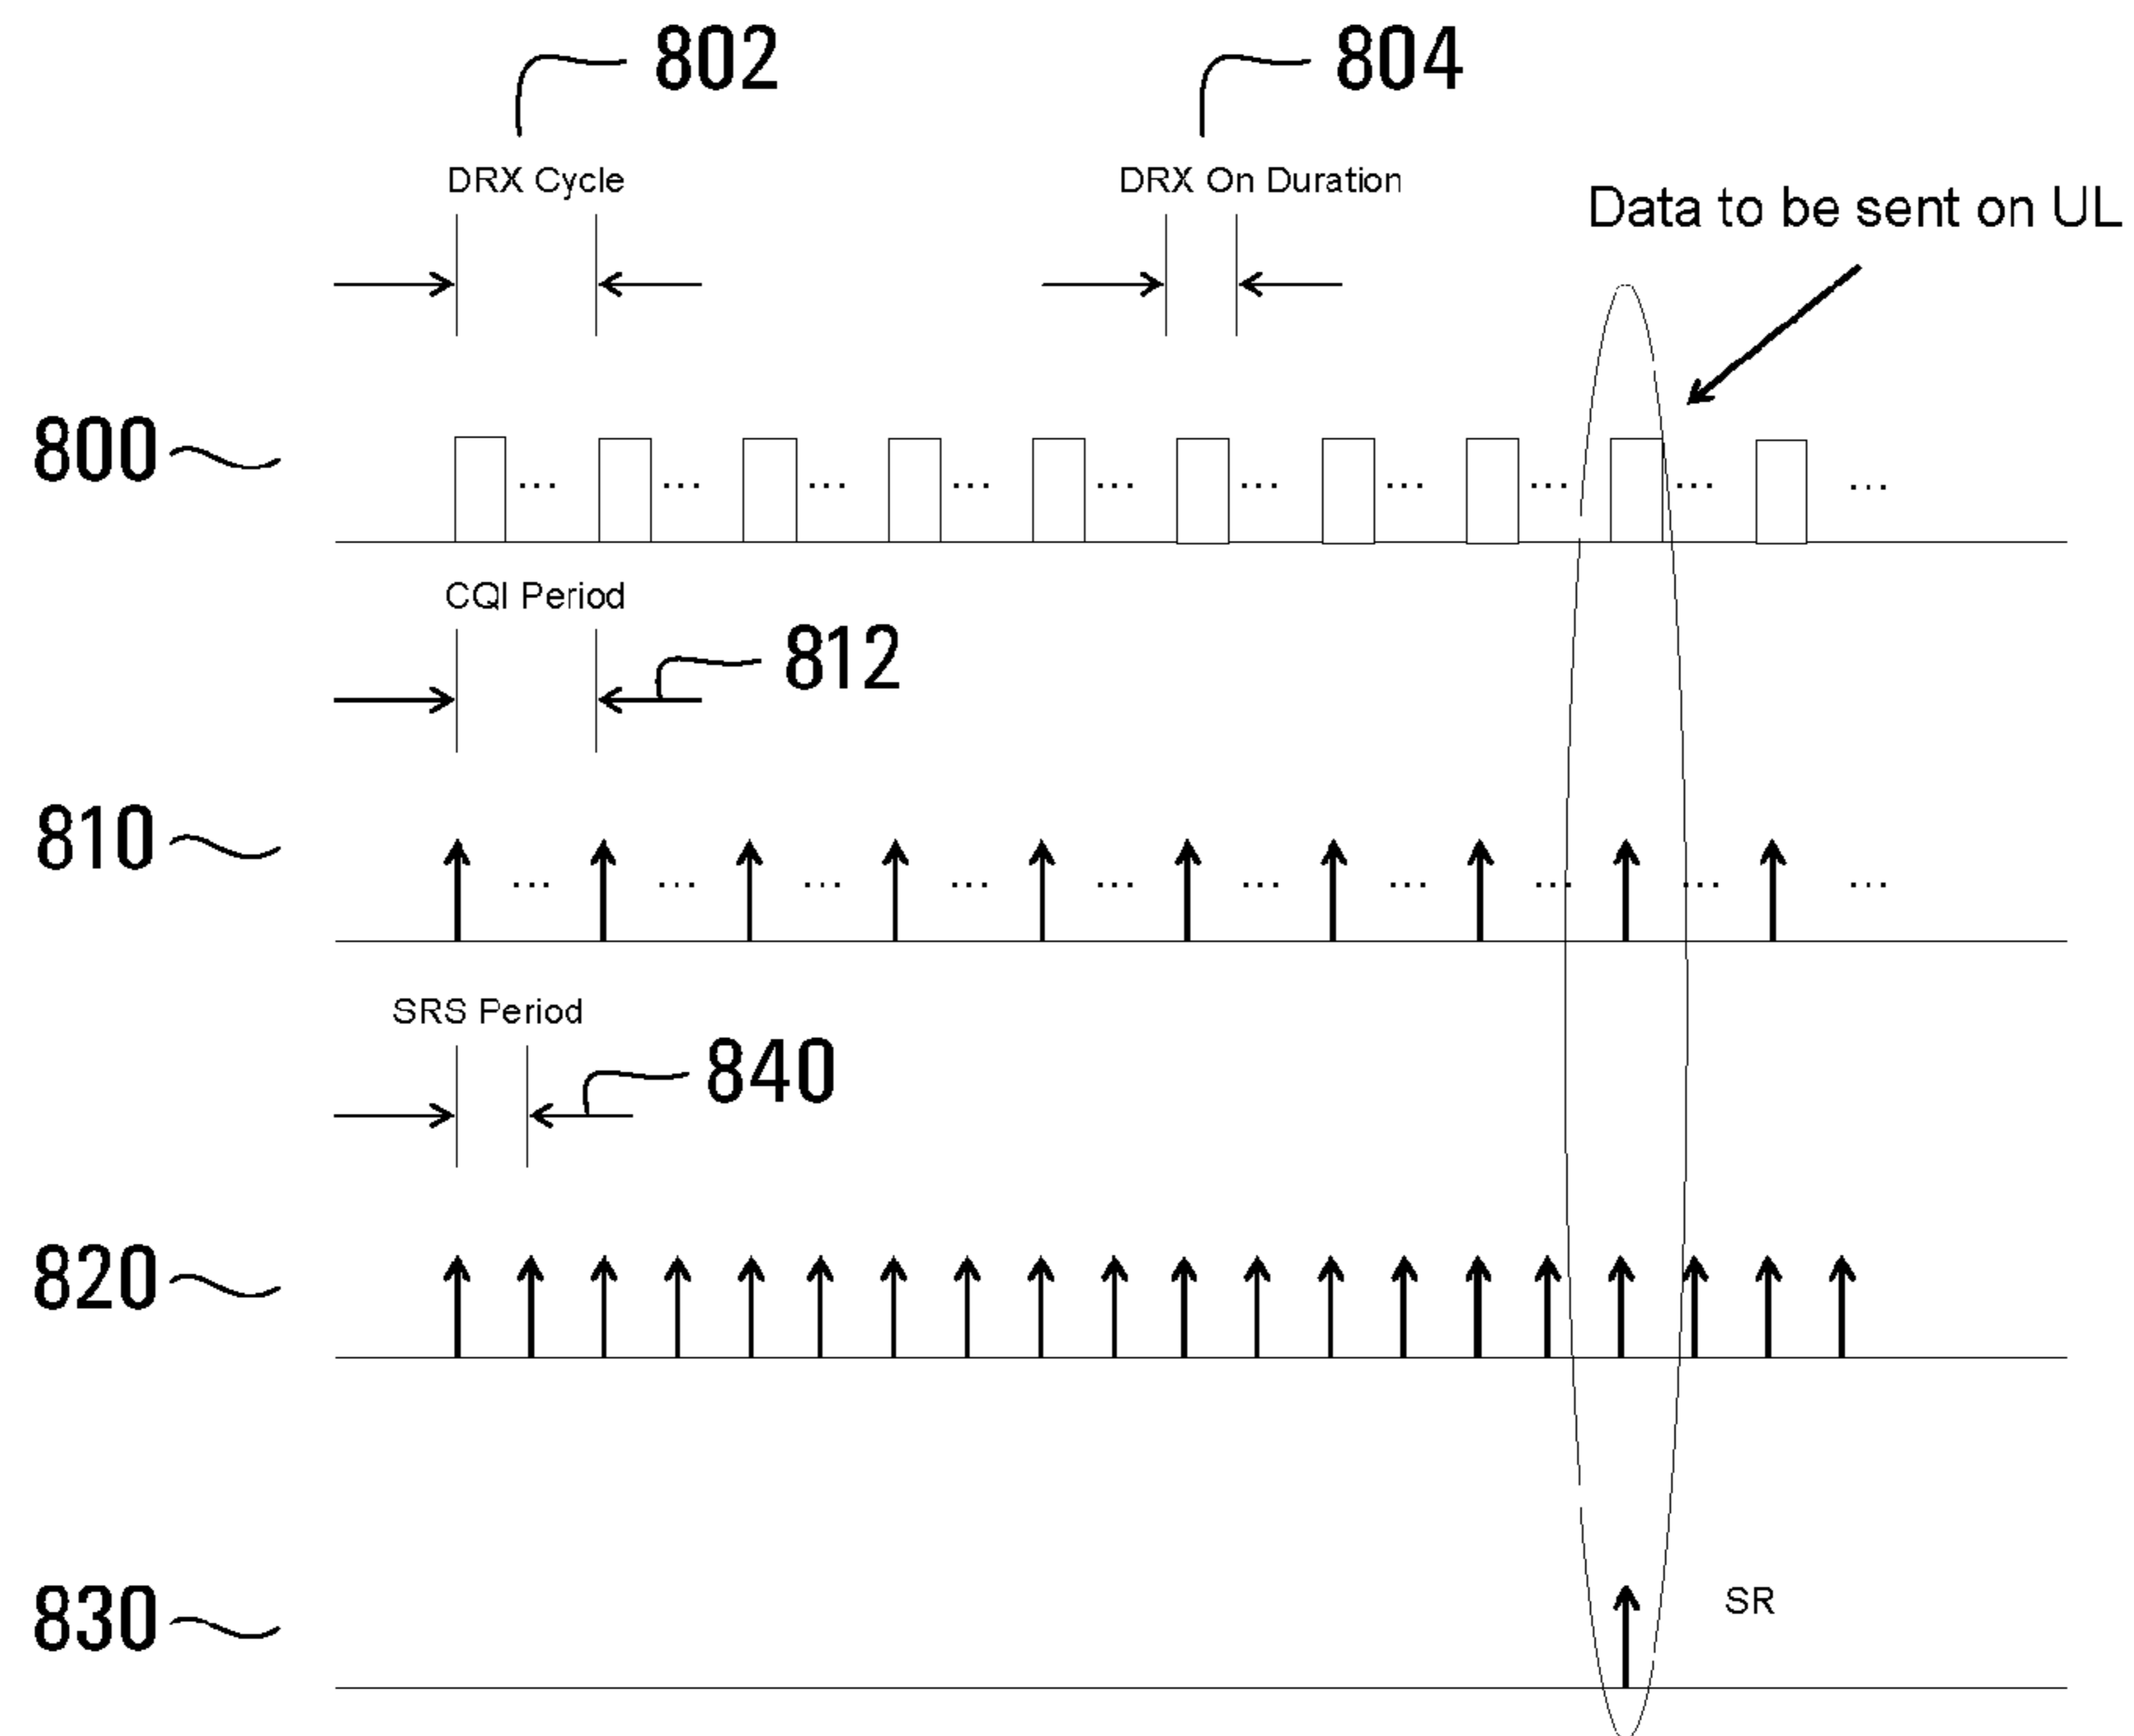 802
804
DRX Cycle
DRX On Duration
Data to be sent on UL
800
... ... ... ... ... ... ... ... ... ...
CQI Period
812
810
... ... ... ... ... ... ... ... ... ...
SRS Period
840
820
830
SR